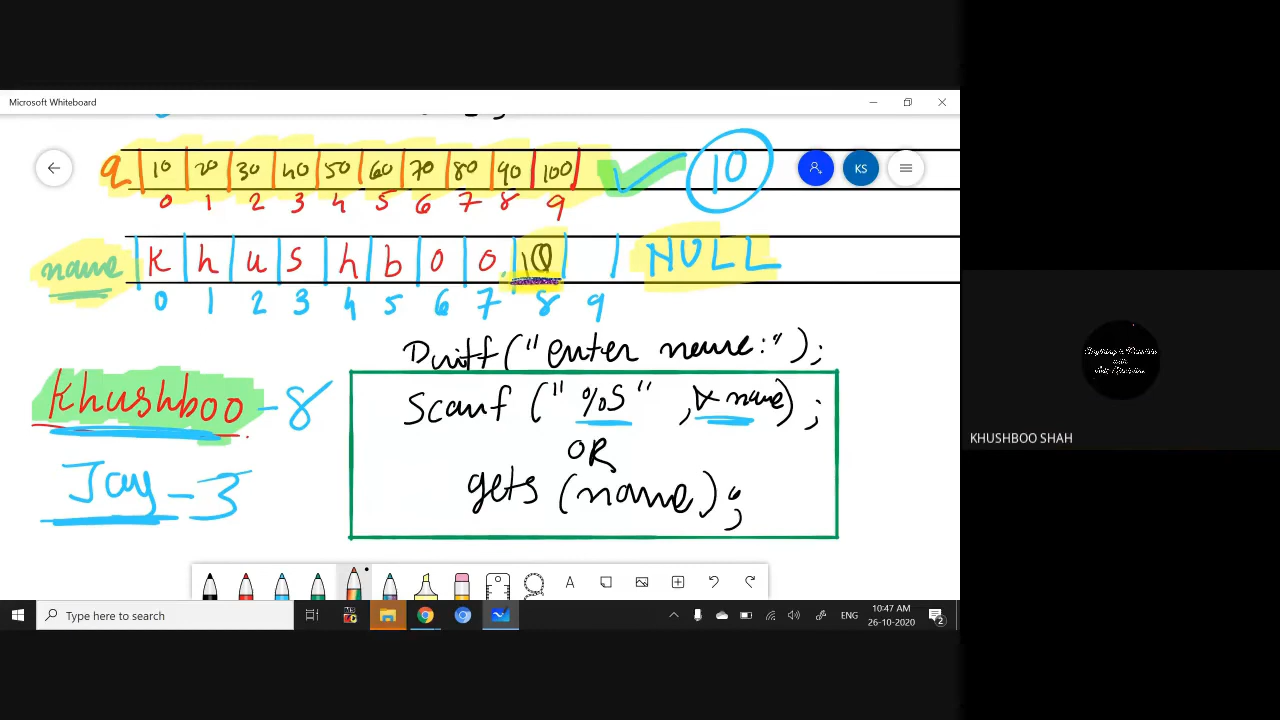 Microsoft Whiteboard
a 10 20 30 40 50 60 70 80 90 100 10
0 1 2 3 4 5 6 7 8 9
KS
name K h u s h b o o \0 NULL
0 1 2 3 4 5 6 7 8 9
Printf("enter name:");
Khushboo - 8
Scanf ("%s", & name);
OR
Jay - 3
gets (name);
KHUSHBOO SHAH
A
Type here to search
ENG
10:47 AM
26-10-2020
2